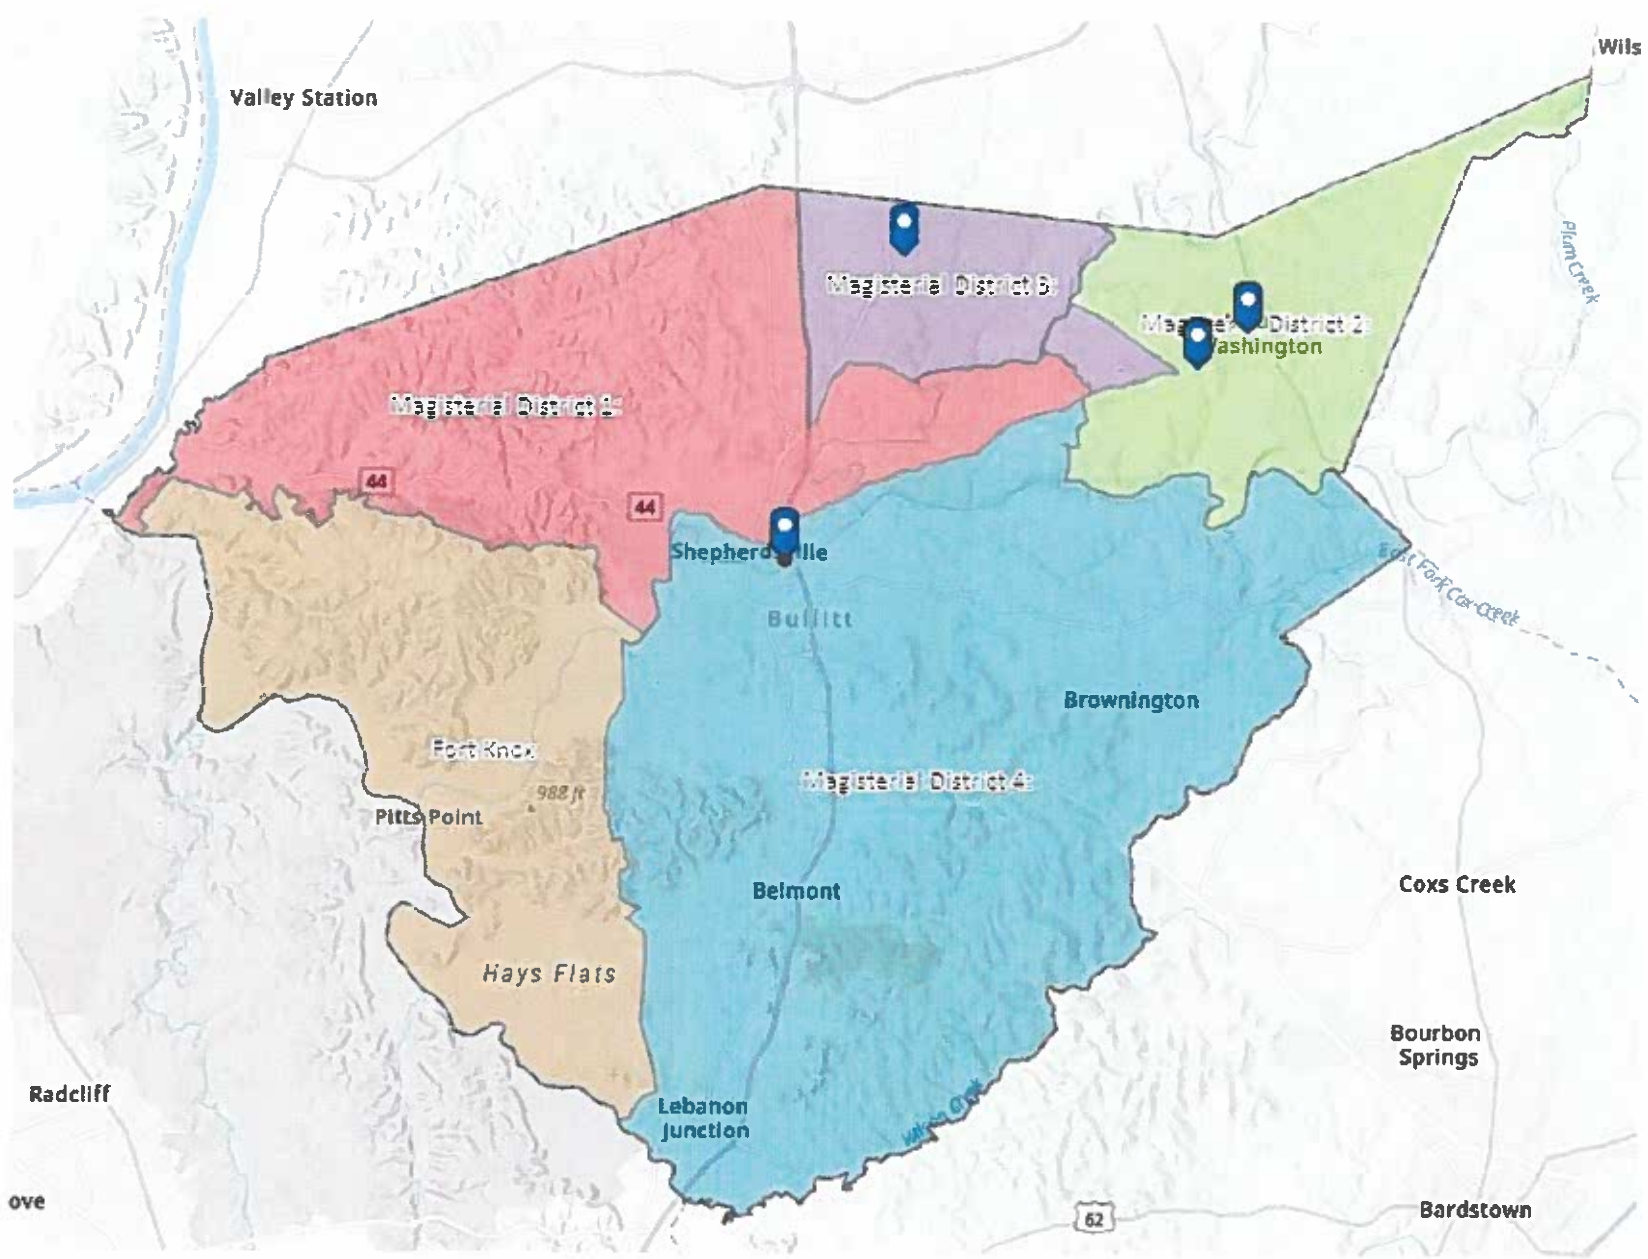 Wils
Valley Station
Plum Creek
Magisterial District 3:
District 2:
Washington
Magisterial District 1:
44
44
Shepherdsville
East Fork Cox Creek
Bullitt
Brownington
Fort Knox
Magisterial District 4:
988 ft
Pitts Point
Belmont
Coxs Creek
Hays Flats
Bourbon
Springs
Radcliff
Lebanon
Junction
Wilson Creek
ove
62
Bardstown